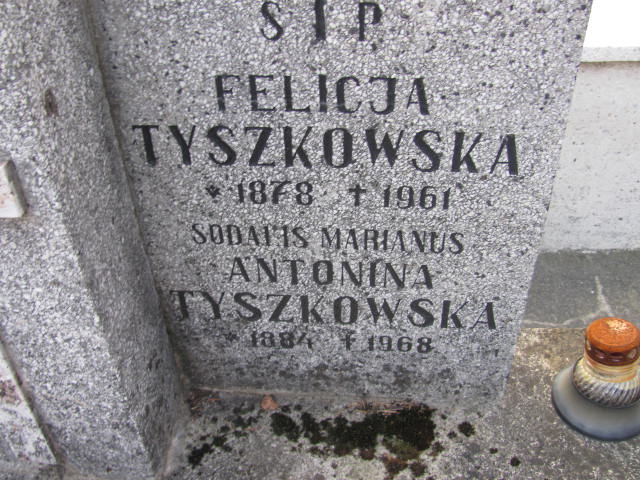 S I P
FELICJA
TYSZKOWSKA
* 1878 † 1961
SODALIS MARIANUS
ANTONINA
TYSZKOWSKA
* 1884 † 1968